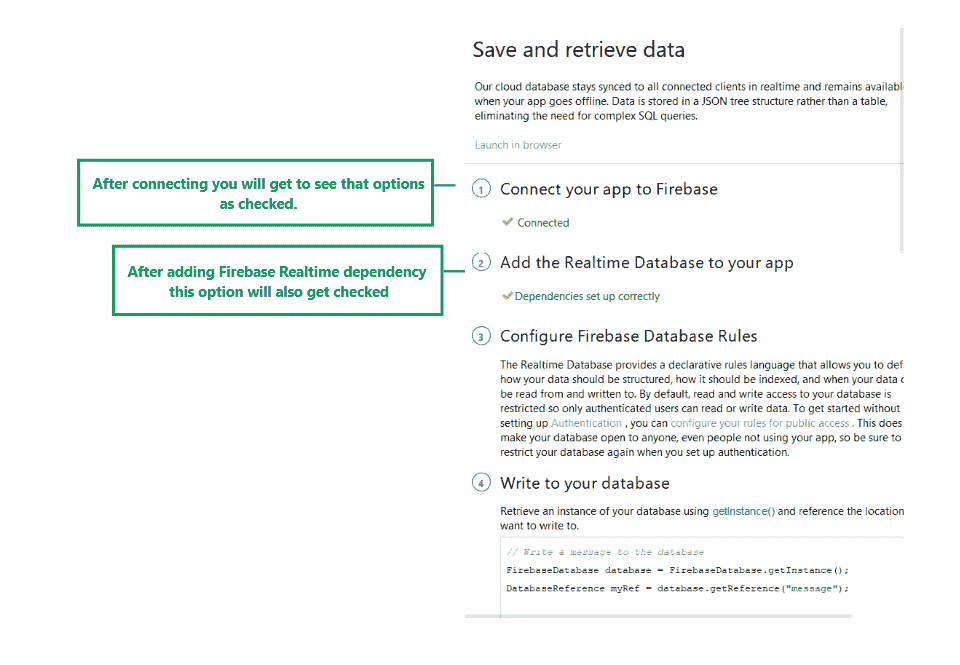 Save and retrieve data
Our cloud database stays synced to all connected clients in realtime and remains availabl
when your app goes offline. Data is stored in a JSON tree structure rather than a table,
eliminating the need for complex SQL queries.
Launch in browser
After connecting you will get to see that options
as checked.
1 Connect your app to Firebase
Connected
After adding Firebase Realtime dependency
this option will also get checked
2 Add the Realtime Database to your app
Dependencies set up correctly
3 Configure Firebase Database Rules
The Realtime Database provides a declarative rules language that allows you to def
how your data should be structured, how it should be indexed, and when your data c
be read from and written to. By default, read and write access to your database is
restricted so only authenticated users can read or write data. To get started without
setting up Authentication , you can configure your rules for public access . This does
make your database open to anyone, even people not using your app, so be sure to
restrict your database again when you set up authentication.
4 Write to your database
Retrieve an instance of your database using getInstance() and reference the location
want to write to.
// Write a message to the database
FirebaseDatabase database = FirebaseDatabase.getInstance();
DatabaseReference myRef = database.getReference("message");